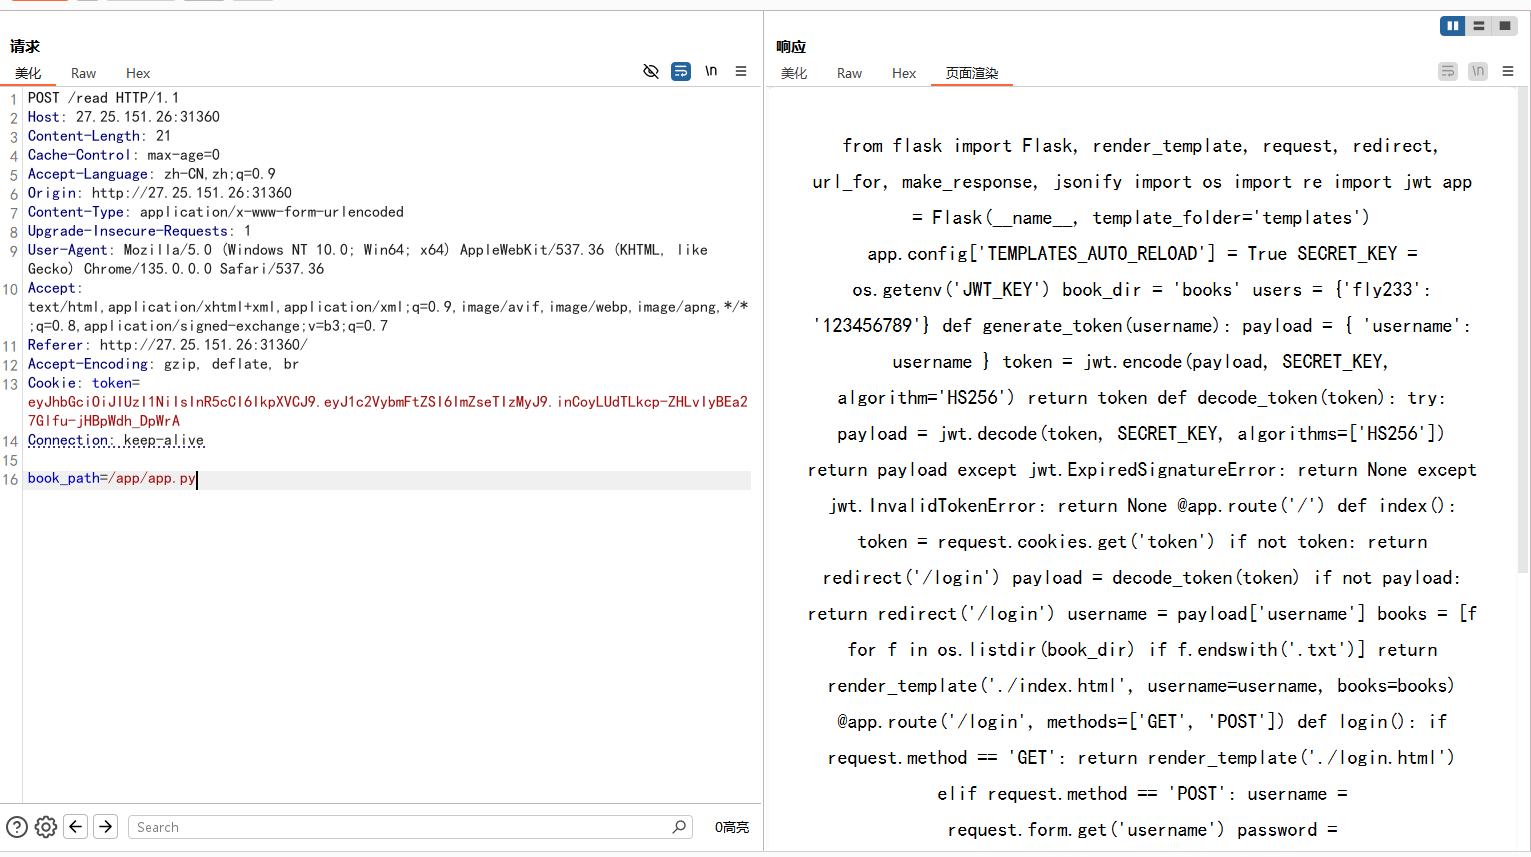 请求
美化 Raw Hex
\n
1 POST /read HTTP/1.1
2 Host: 27.25.151.26:31360
3 Content-Length: 21
4 Cache-Control: max-age=0
5 Accept-Language: zh-CN,zh;q=0.9
6 Origin: http://27.25.151.26:31360
7 Content-Type: application/x-www-form-urlencoded
8 Upgrade-Insecure-Requests: 1
9 User-Agent: Mozilla/5.0 (Windows NT 10.0; Win64; x64) AppleWebKit/537.36 (KHTML, like
Gecko) Chrome/135.0.0.0 Safari/537.36
10 Accept:
text/html,application/xhtml+xml,application/xml;q=0.9,image/avif,image/webp,image/apng,*/*
;q=0.8,application/signed-exchange;v=b3;q=0.7
11 Referer: http://27.25.151.26:31360/
12 Accept-Encoding: gzip, deflate, br
13 Cookie: token=
eyJhbGciOiJIUzI1NiIsInR5cCI6IkpXVCJ9.eyJ1c2VybmFtZSI6ImZseTIzMyJ9.inCoyLUdTLkcp-ZHLvIyBEa2
7Glfu-jHBpWdh_DpWrA
14 Connection: keep-alive
15
16 book_path=/app/app.py
Search
0高亮
响应
美化 Raw Hex 页面渲染
\n
from flask import Flask, render_template, request, redirect,
url_for, make_response, jsonify import os import re import jwt app
= Flask(__name__, template_folder='templates')
app.config['TEMPLATES_AUTO_RELOAD'] = True SECRET_KEY =
os.getenv('JWT_KEY') book_dir = 'books' users = {'fly233':
'123456789'} def generate_token(username): payload = { 'username':
username } token = jwt.encode(payload, SECRET_KEY,
algorithm='HS256') return token def decode_token(token): try:
payload = jwt.decode(token, SECRET_KEY, algorithms=['HS256'])
return payload except jwt.ExpiredSignatureError: return None except
jwt.InvalidTokenError: return None @app.route('/') def index():
token = request.cookies.get('token') if not token: return
redirect('/login') payload = decode_token(token) if not payload:
return redirect('/login') username = payload['username'] books = [f
for f in os.listdir(book_dir) if f.endswith('.txt')] return
render_template('./index.html', username=username, books=books)
@app.route('/login', methods=['GET', 'POST']) def login(): if
request.method == 'GET': return render_template('./login.html')
elif request.method == 'POST': username =
request.form.get('username') password =